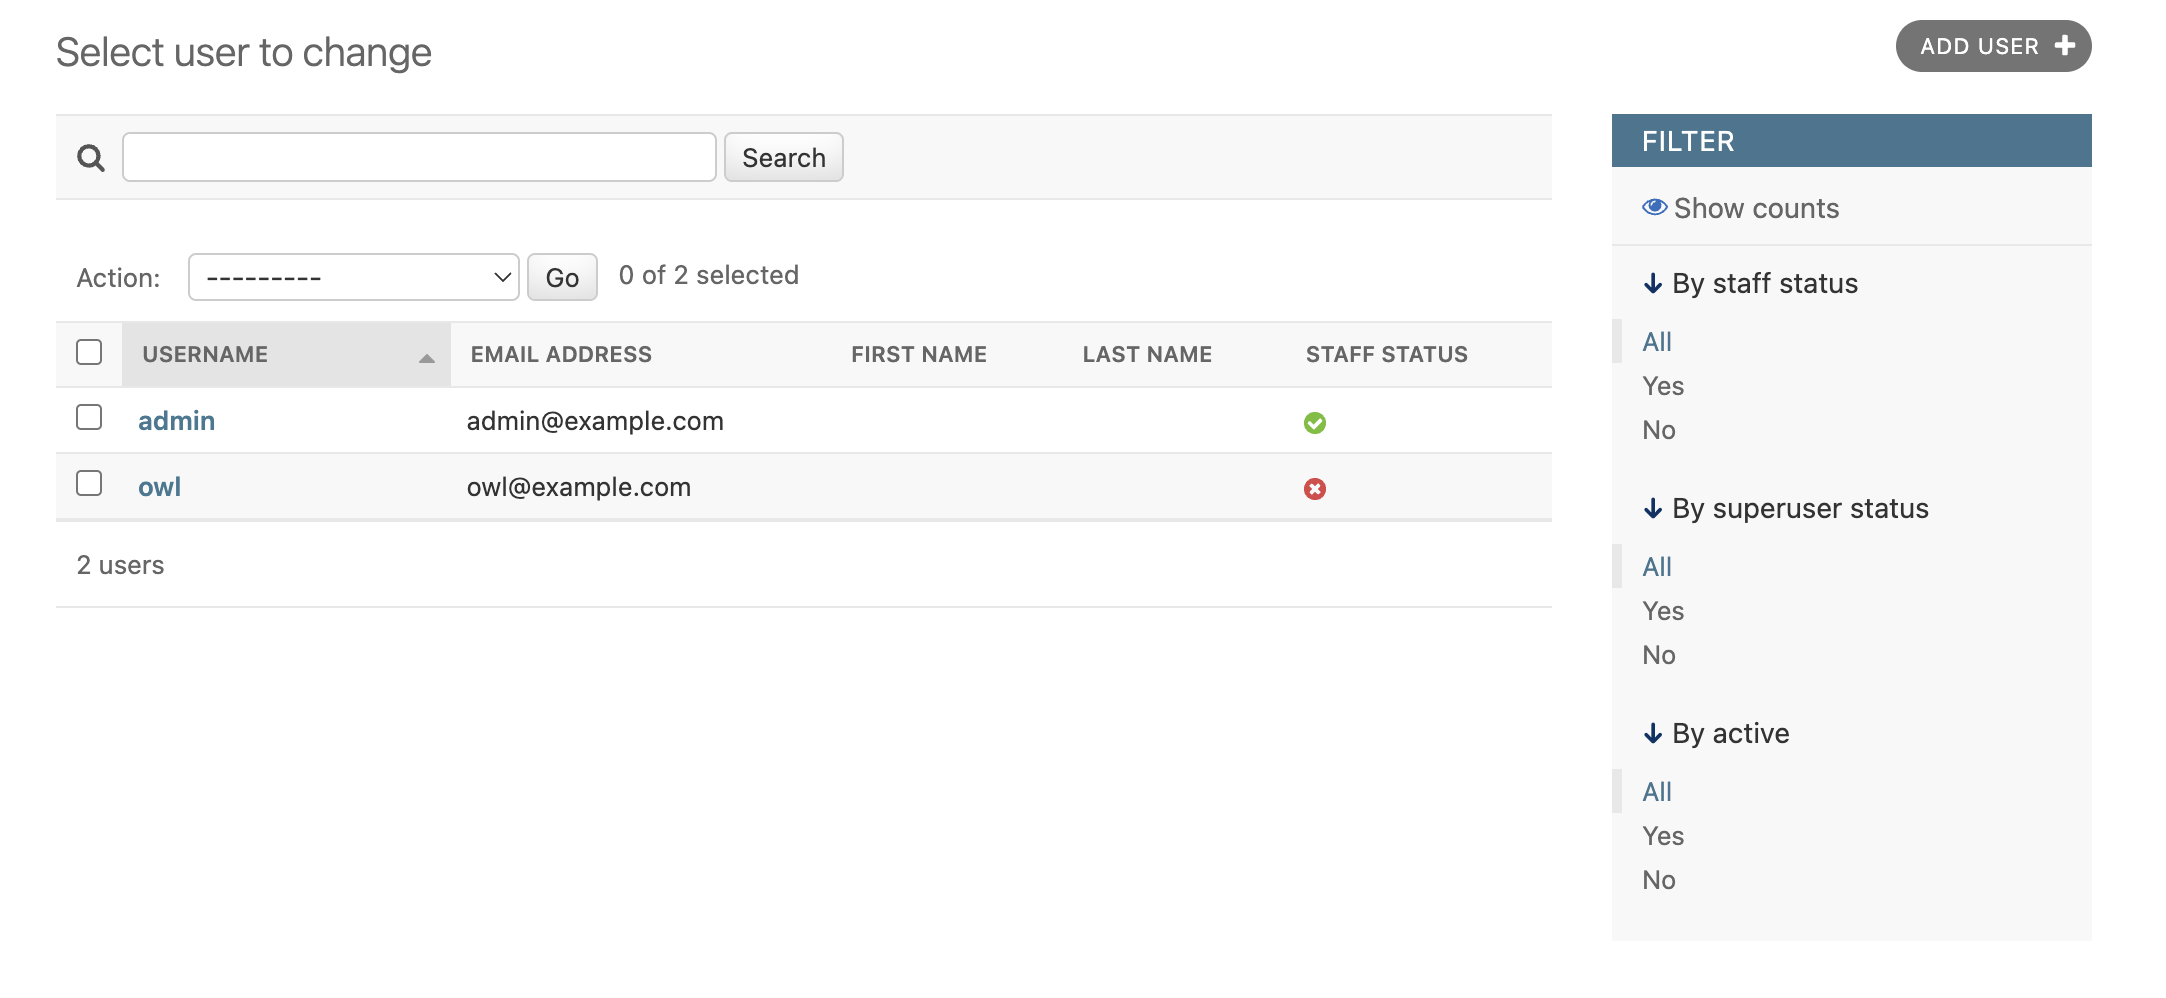 Select user to change
ADD USER
Search
Action: --------- Go 0 of 2 selected
USERNAME EMAIL ADDRESS FIRST NAME LAST NAME STAFF STATUS
admin admin@example.com
owl owl@example.com
2 users
FILTER
Show counts
By staff status
All
Yes
No
By superuser status
All
Yes
No
By active
All
Yes
No